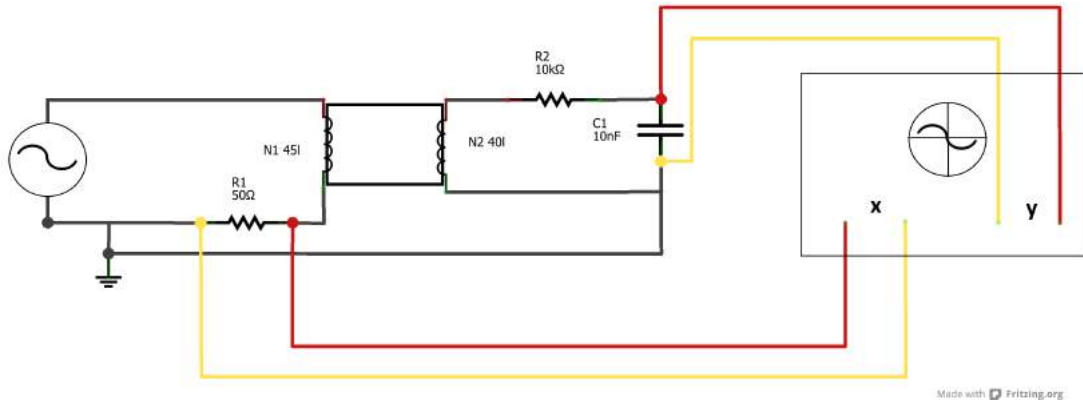 R2
10kΩ
C1
10nF
N1 45l
N2 40l
R1
50Ω
x
y
Made with Fritzing.org